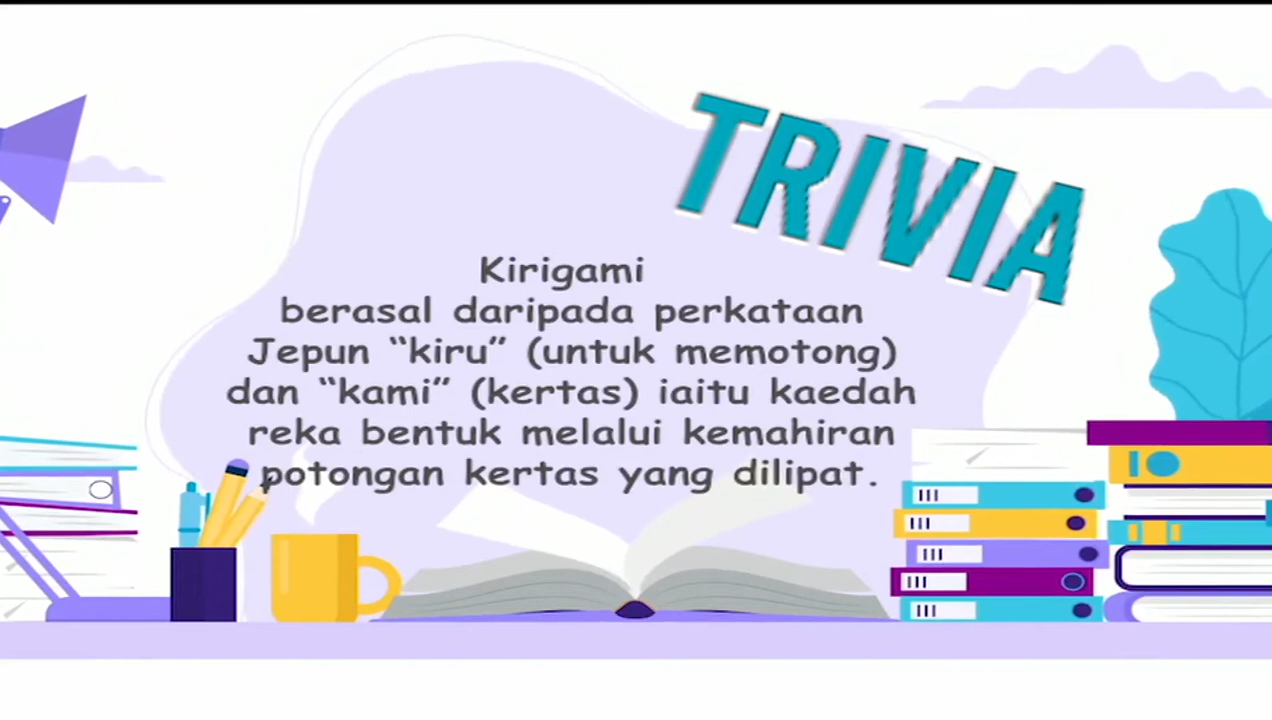 TRIVIA
Kirigami
berasal daripada perkataan
Jepun “kiru” (untuk memotong)
dan “kami” (kertas) iaitu kaedah
reka bentuk melalui kemahiran
potongan kertas yang dilipat.